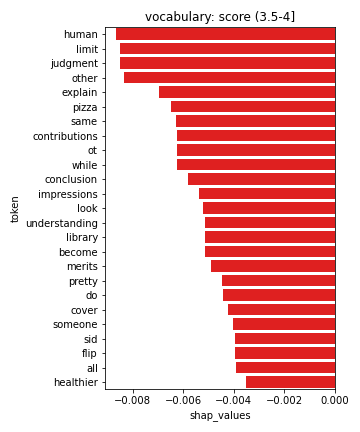 vocabulary: score (3.5-4]
human
limit
judgment
other
explain
pizza
same
contributions
ot
while
conclusion
impressions
look
understanding
library
become
merits
pretty
do
cover
someone
sid
flip
all
healthier
token
−0.008 −0.006 −0.004 −0.002 0.000
shap_values